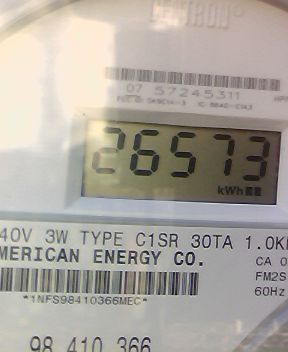 CENTRON®
07 57245311
26573
kWh
40V 3W TYPE C1SR 30TA 1.0K
MERICAN ENERGY CO.
CA 0
FM2S
60Hz
*1NFS98410366MEC*
98 410 366